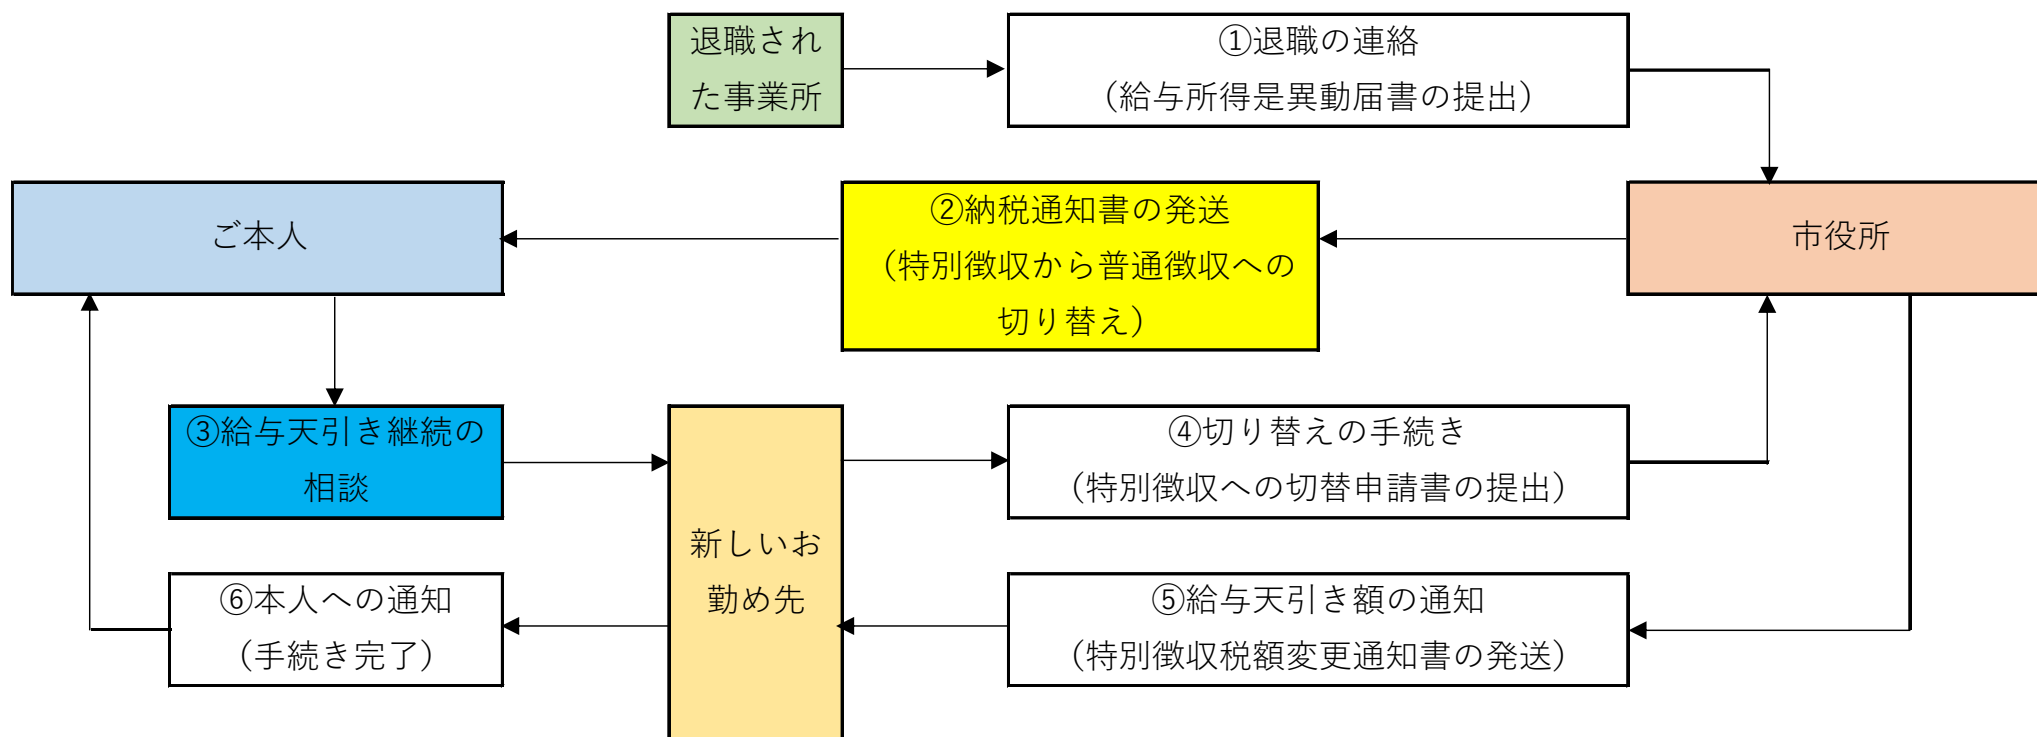 退職され
た事業所
①退職の連絡
（給与所得是異動届書の提出）
ご本人
②納税通知書の発送
（特別徴収から普通徴収への
切り替え）
市役所
③給与天引き継続の
相談
新しいお
勤め先
④切り替えの手続き
（特別徴収への切替申請書の提出）
⑥本人への通知
（手続き完了）
⑤給与天引き額の通知
（特別徴収税額変更通知書の発送）